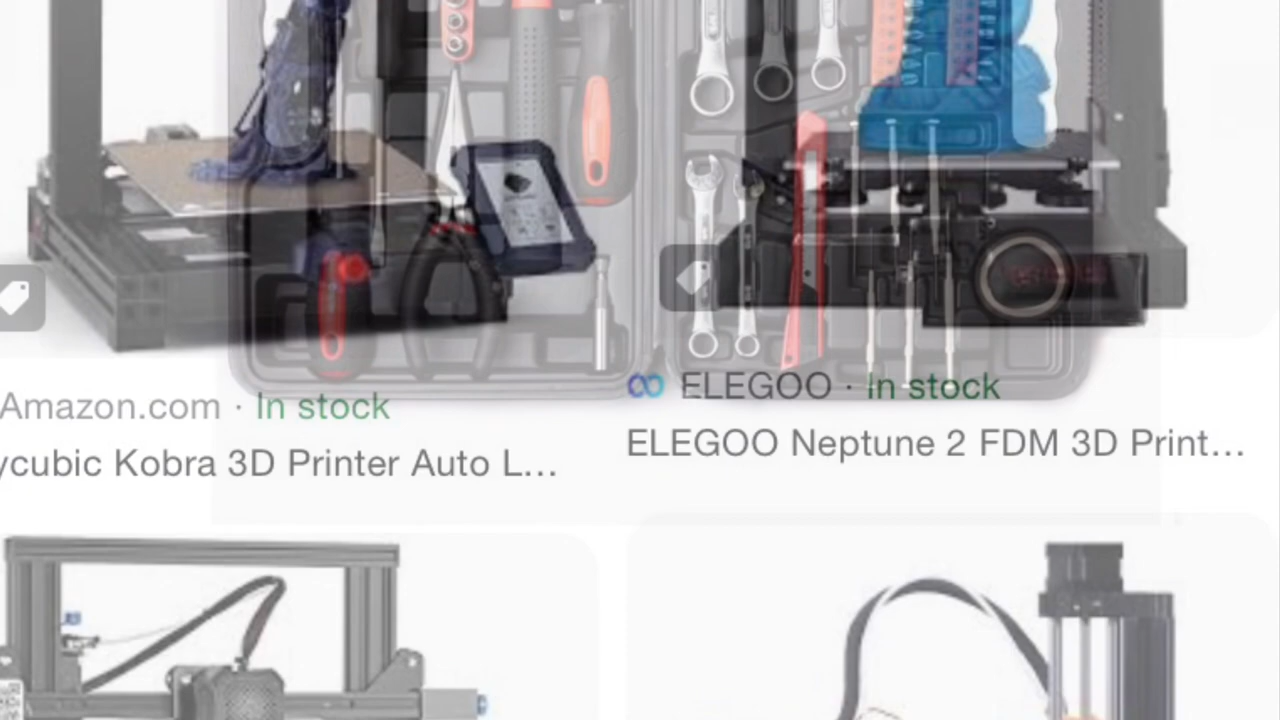 Amazon.com · In stock
ycubic Kobra 3D Printer Auto L...
ELEGOO · In stock
ELEGOO Neptune 2 FDM 3D Print...